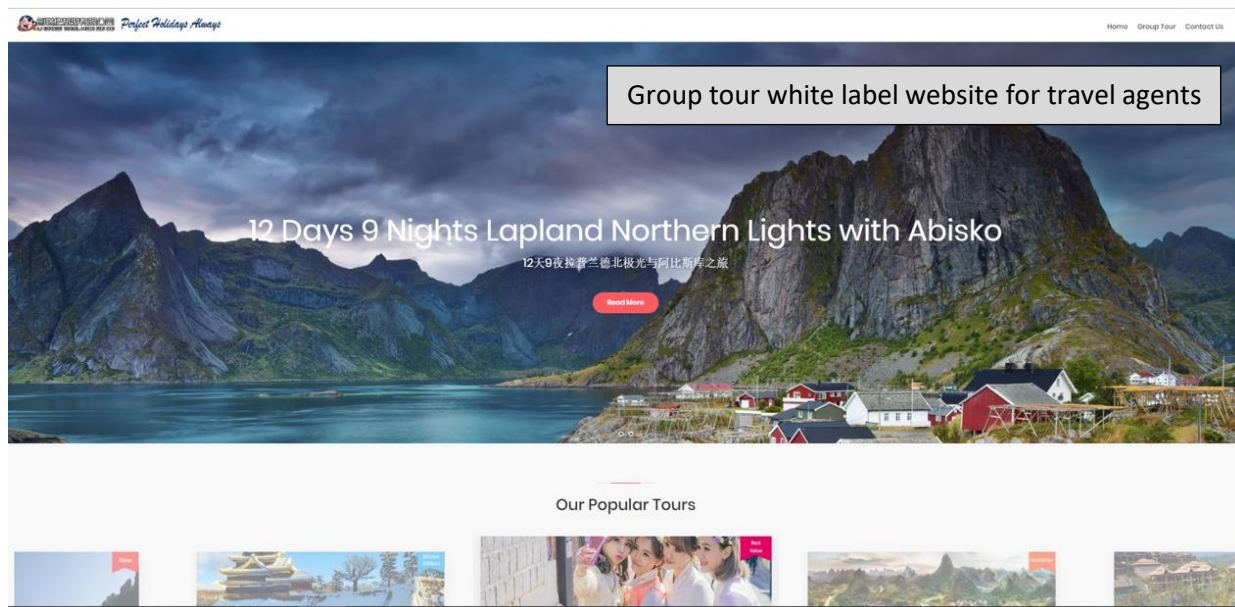 Perfect Holidays Always
Home Group Tour Contact Us
Group tour white label website for travel agents
12 Days 9 Nights Lapland Northern Lights with Abisko
12天9夜拉普兰德北极光与阿比斯库之旅
Read More
Our Popular Tours
New
Best
Value